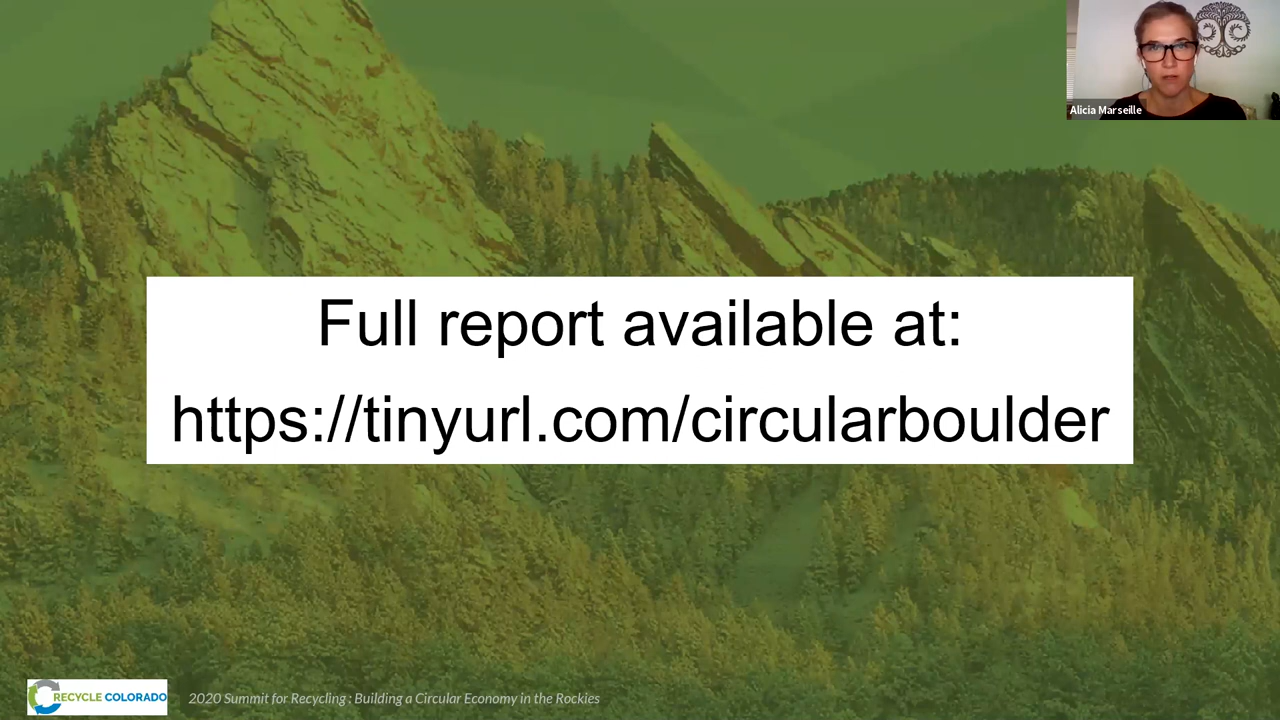 Alicia Marseille
Full report available at:
https://tinyurl.com/circularboulder
RECYCLE COLORADO
2020 Summit for Recycling : Building a Circular Economy in the Rockies